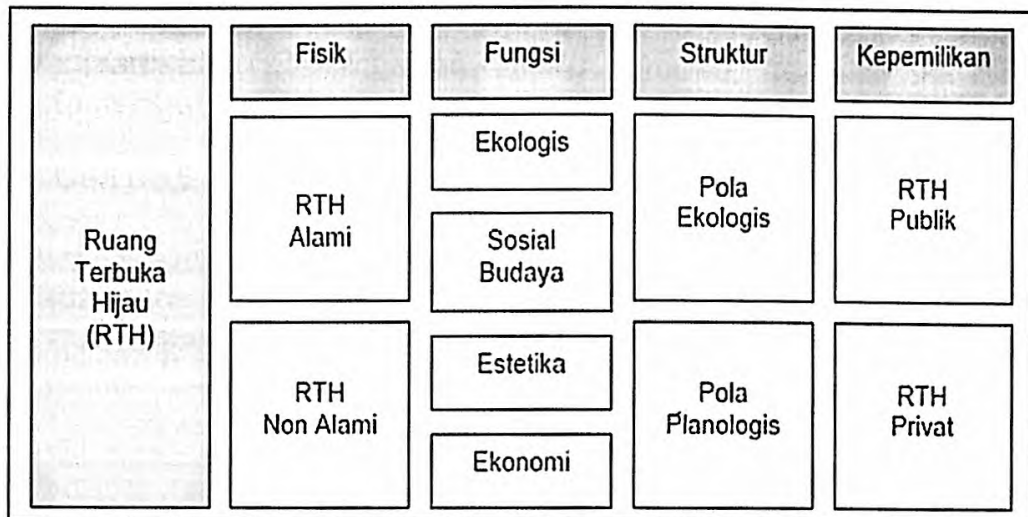 Ruang
Terbuka
Hijau
(RTH)
Fisik
RTH
Alami
RTH
Non Alami
Fungsi
Ekologis
Sosial
Budaya
Estetika
Ekonomi
Struktur
Pola
Ekologis
Pola
Planologis
Kepemilikan
RTH
Publik
RTH
Privat